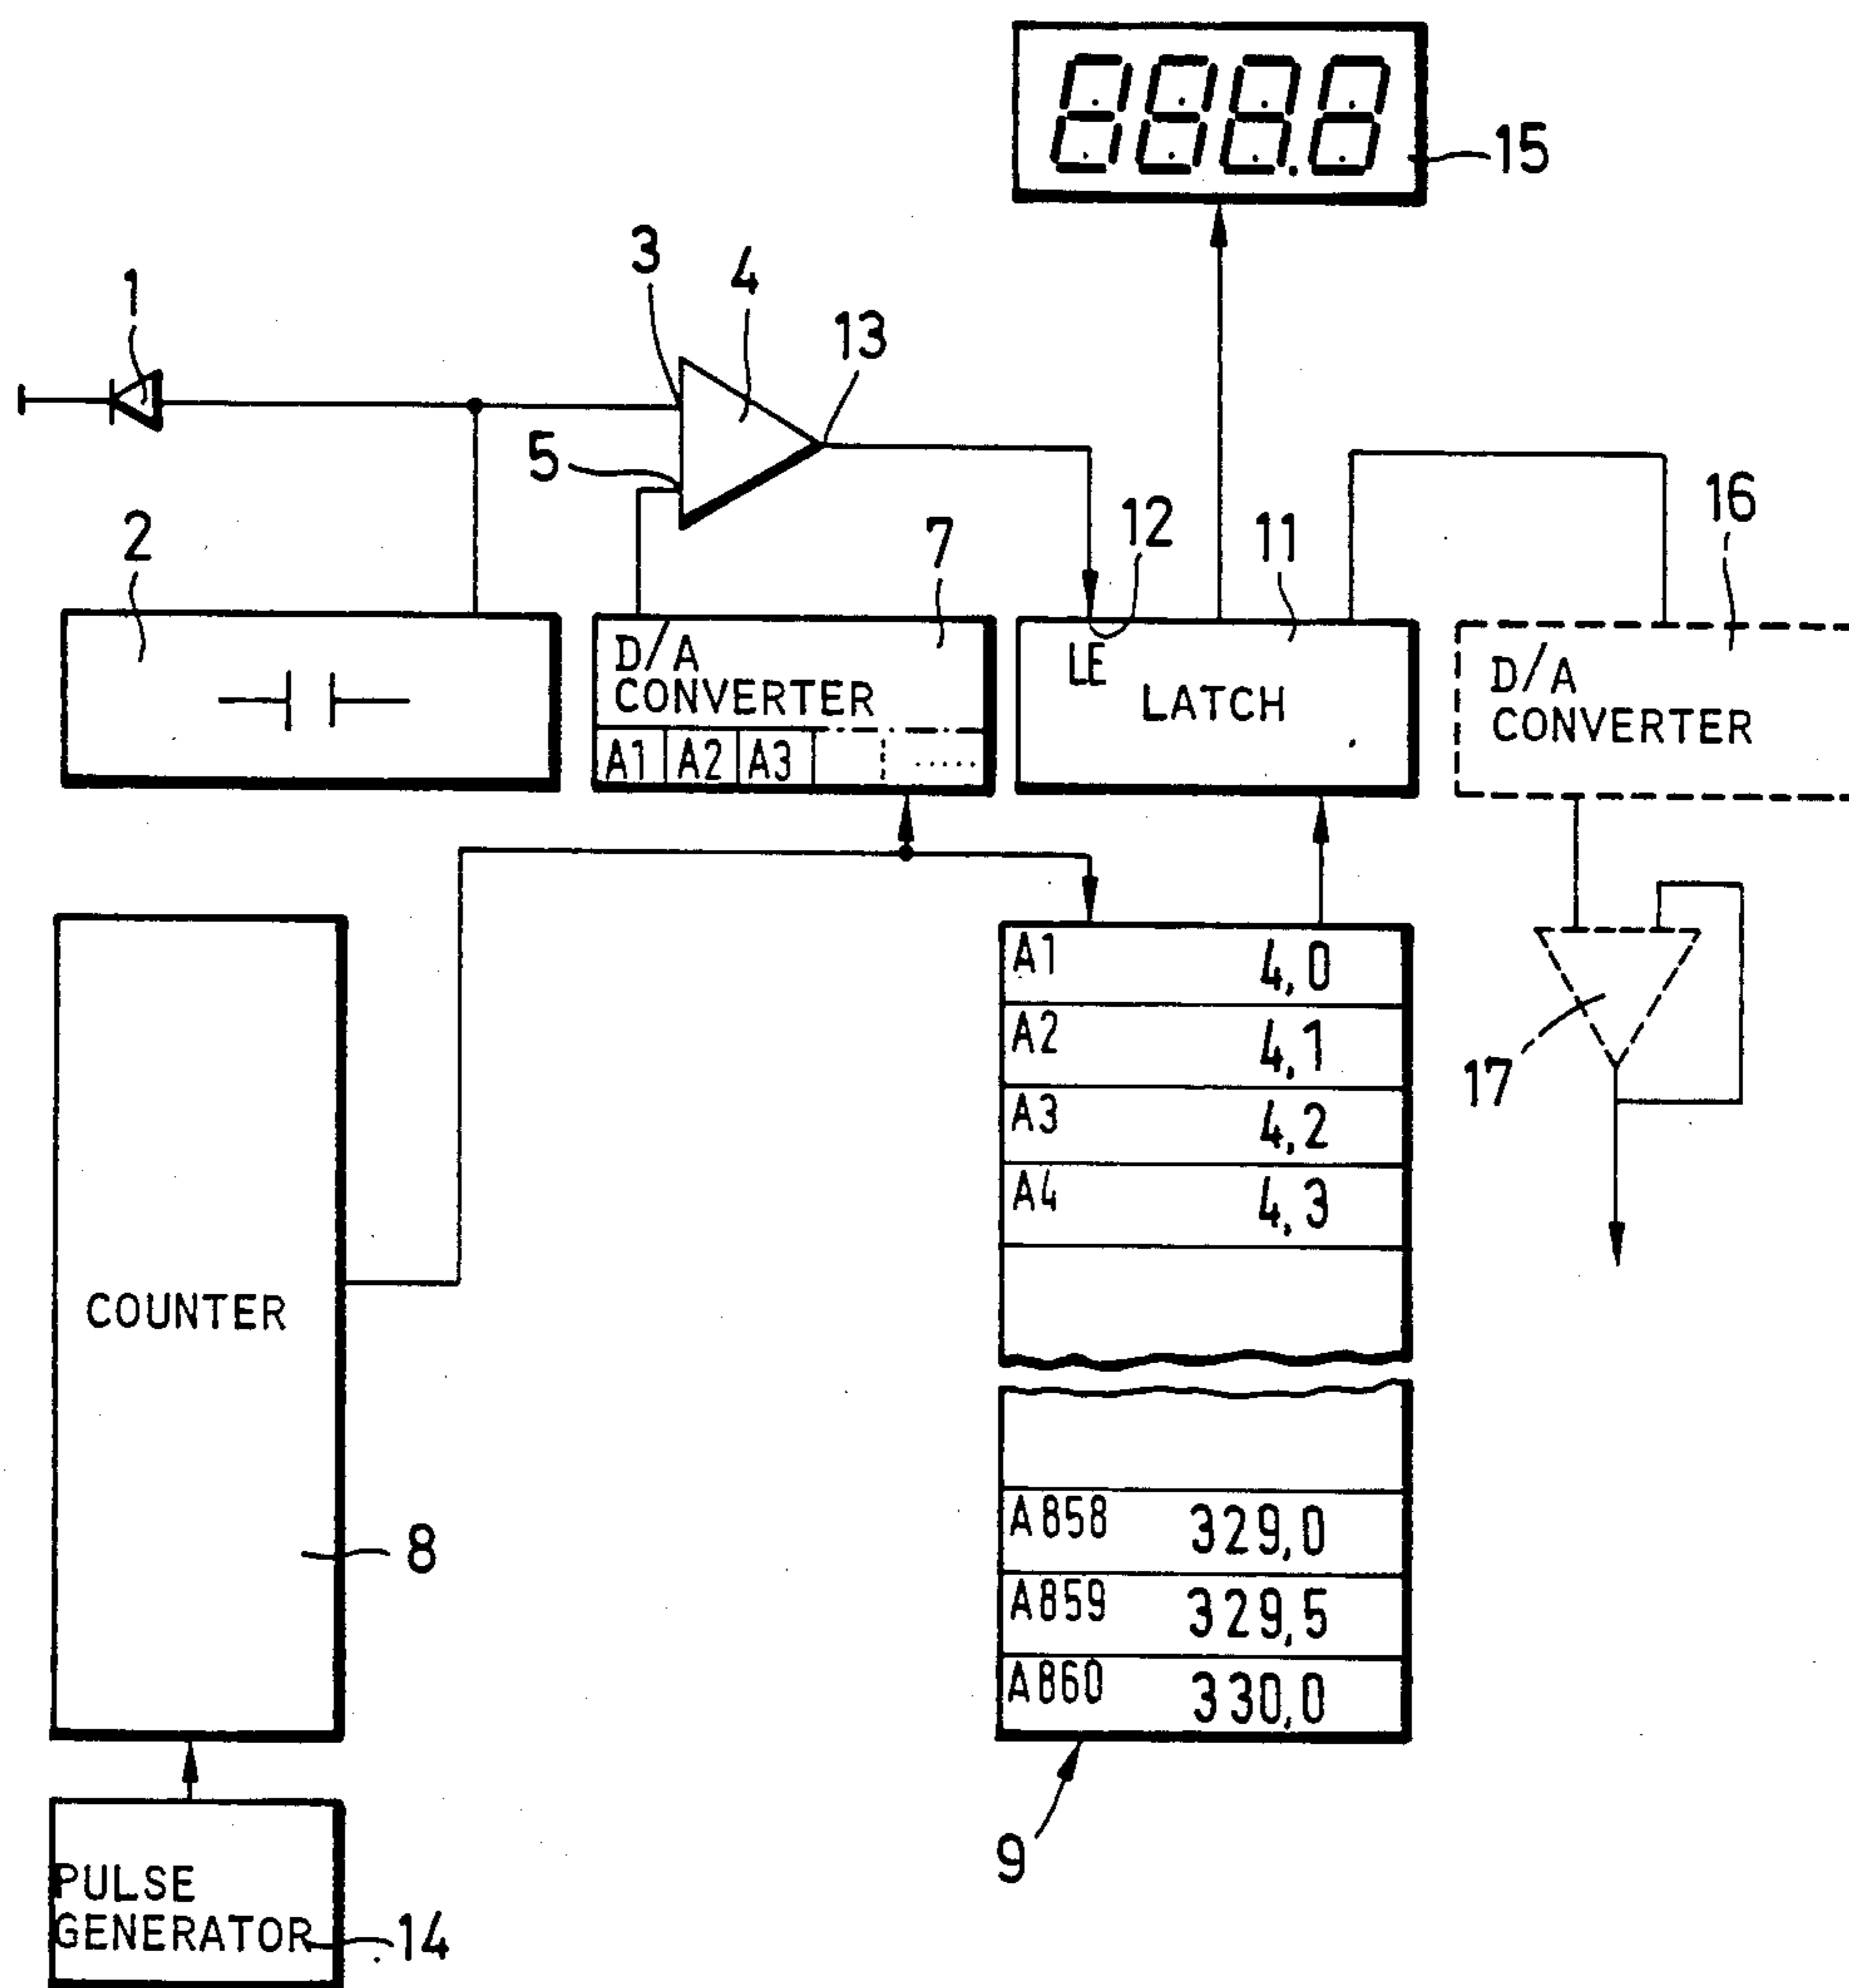 8888.8
15
3
4
1
13
5
12
11
16
2
7
D/A
CONVERTER
A1 A2 A3
LE
LATCH
D/A
CONVERTER
A1 4,0
A2 4,1
A3 4,2
A4 4,3
17
COUNTER
8
A858 329,0
A859 329,5
A860 330,0
9
PULSE
GENERATOR
14